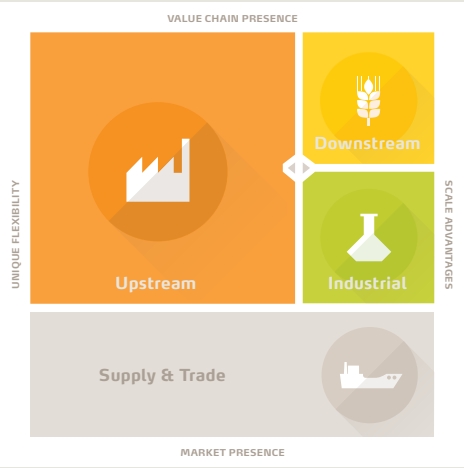 VALUE CHAIN PRESENCE
Downstream
UNIQUE FLEXIBILITY
SCALE ADVANTAGES
Upstream
Industrial
Supply & Trade
MARKET PRESENCE